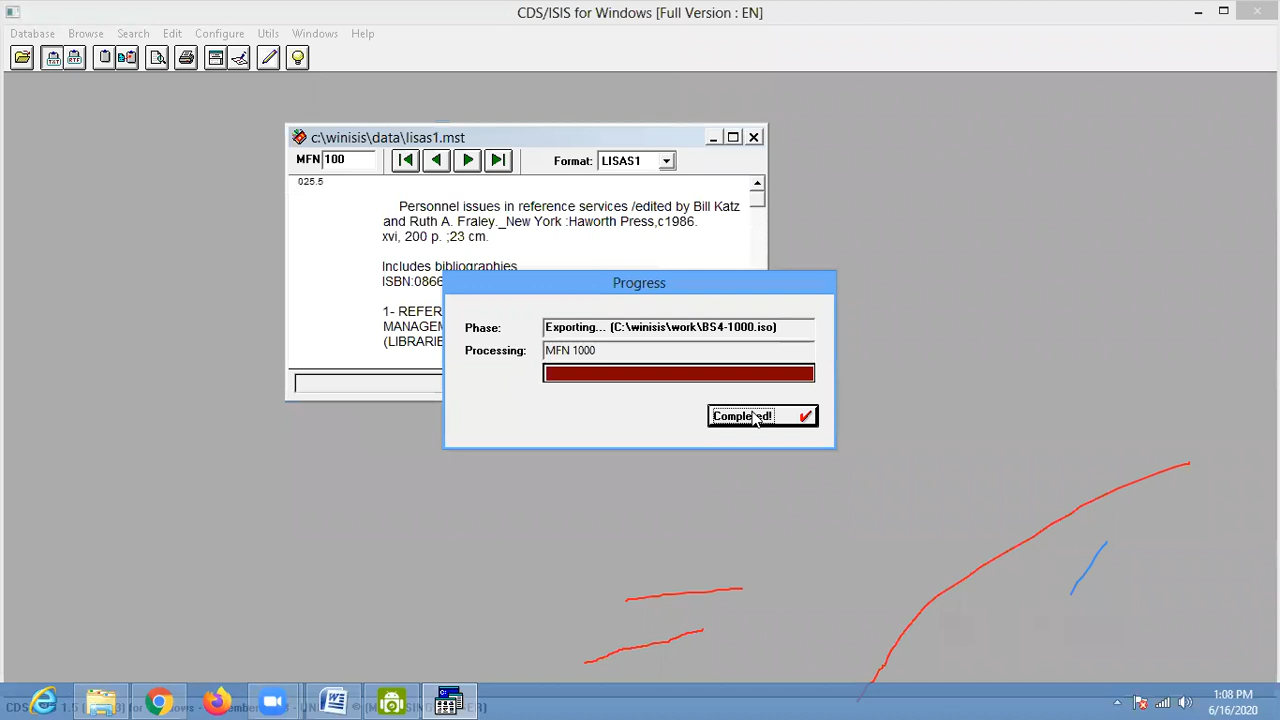 CDS/ISIS for Windows [Full Version : EN]
Database Browse Search Edit Configure Utils Windows Help
c:\winisis\data\lisas1.mst
MFN 100 Format: LISAS1
025.5
Personnel issues in reference services /edited by Bill Katz
and Ruth A. Fraley._New York :Haworth Press,c1986.
xvi, 200 p. ;23 cm.
Includes bibliographies
ISBN:0866
1- REFER
MANAGEM
(LIBRARIE
Progress
Phase: Exporting... (C:\winisis\work\BS4-1000.iso)
Processing: MFN 1000
Completed!
1:08 PM
6/16/2020